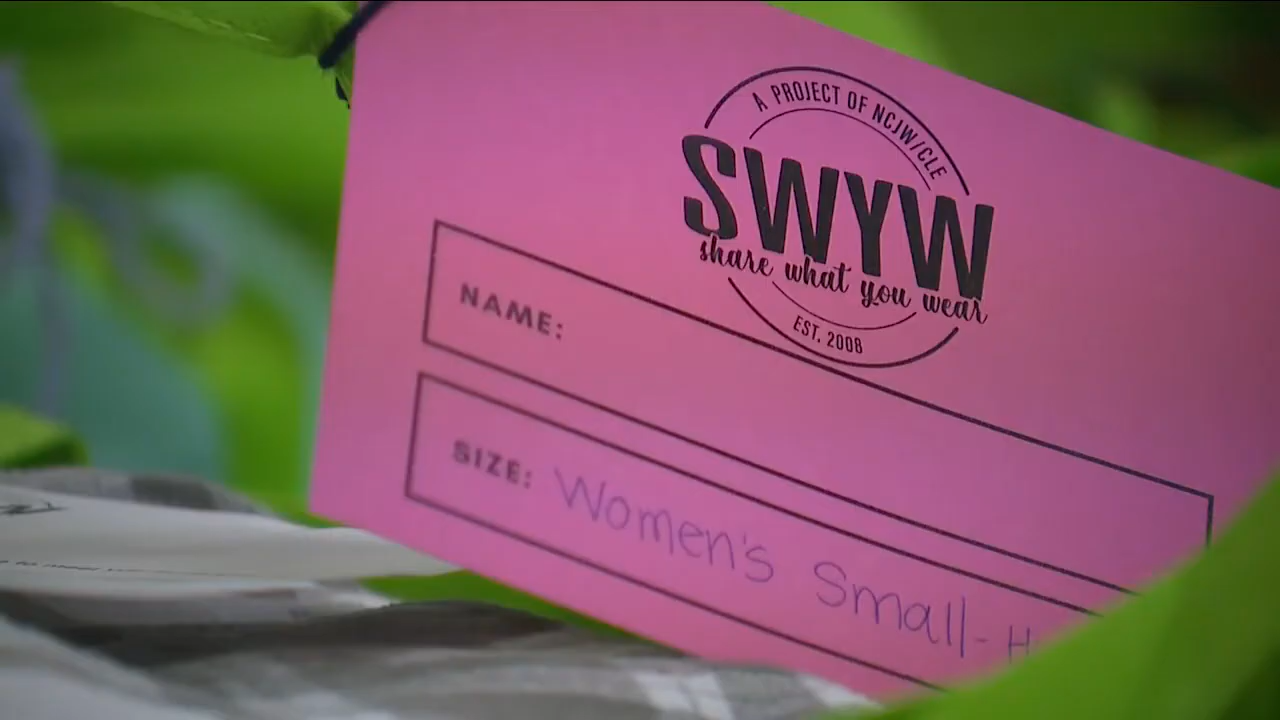 A PROJECT OF NCJW/CLE
SWYW
share what you wear
EST. 2008
NAME:
SIZE: Women's Small - H